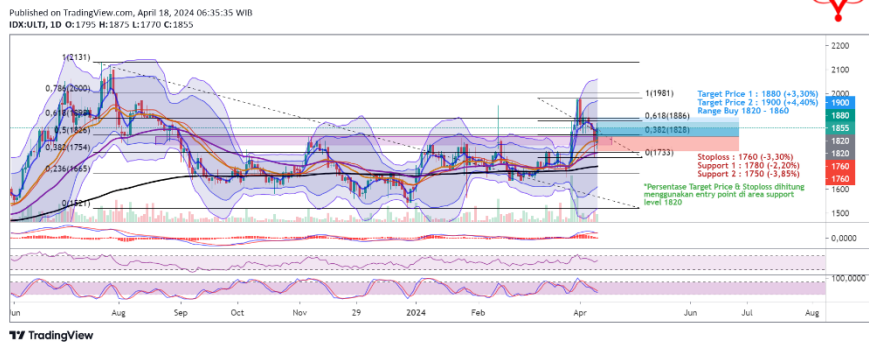 Published on TradingView.com, April 18, 2024 06:35:35 WIB
IDX:ULTJ, 1D O:1795 H:1875 L:1770 C:1855
1(2131)
0,786(2000)
0,5(1826)
0,382(1754)
0,236(1665)
0(1521)
1(1981)
0,618(1886)
0,382(1828)
0(1733)
Target Price 1 : 1880 (+3,30%)
Target Price 2 : 1900 (+4,40%)
Range Buy 1820 - 1860
Stoploss : 1760 (-3,30%)
Support 1 : 1780 (-2,20%)
Support 2 : 1750 (-3,85%)
*Persentase Target Price & Stoploss dihitung
menggunakan entry point di area support
level 1820
2200
2100
2000
1900
1880
1855
1820
1820
1760
1760
1600
1500
0,0000
100,0000
Aug
Sep
Oct
Nov
29
2024
Feb
Apr
Jun
Jul
Aug
TradingView